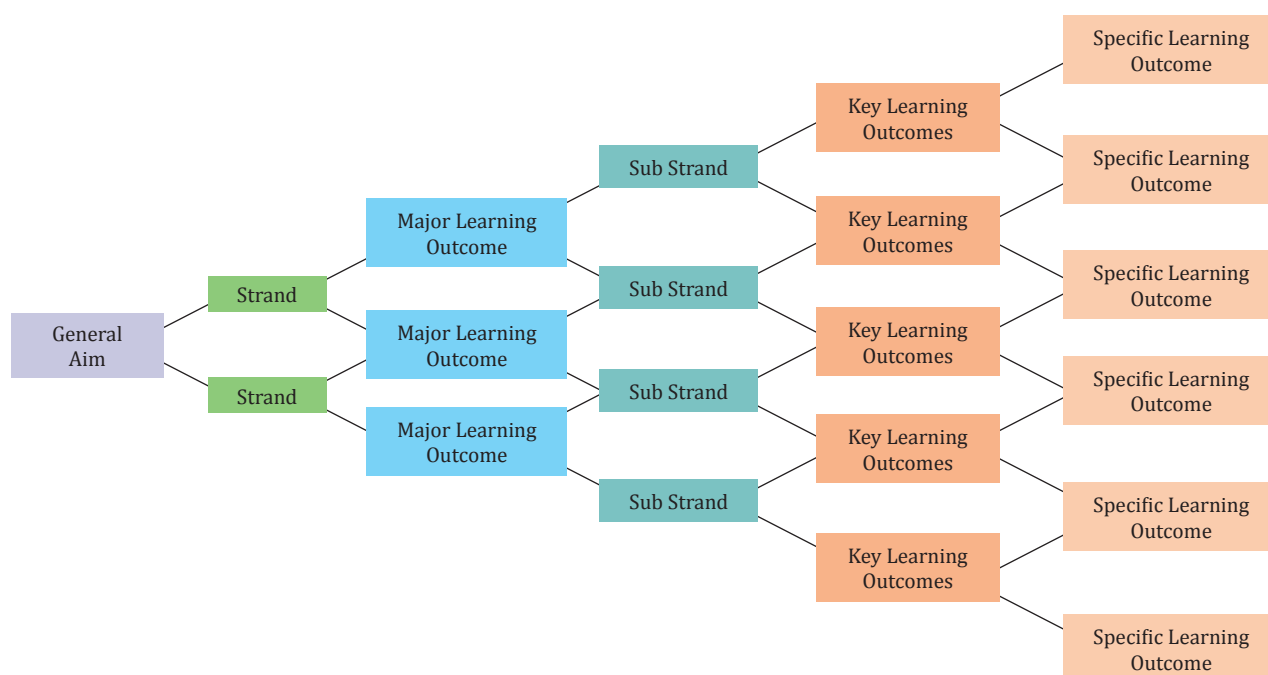 General
Aim
Strand
Strand
Major Learning
Outcome
Major Learning
Outcome
Major Learning
Outcome
Sub Strand
Sub Strand
Sub Strand
Sub Strand
Key Learning
Outcomes
Key Learning
Outcomes
Key Learning
Outcomes
Key Learning
Outcomes
Key Learning
Outcomes
Specific Learning
Outcome
Specific Learning
Outcome
Specific Learning
Outcome
Specific Learning
Outcome
Specific Learning
Outcome
Specific Learning
Outcome